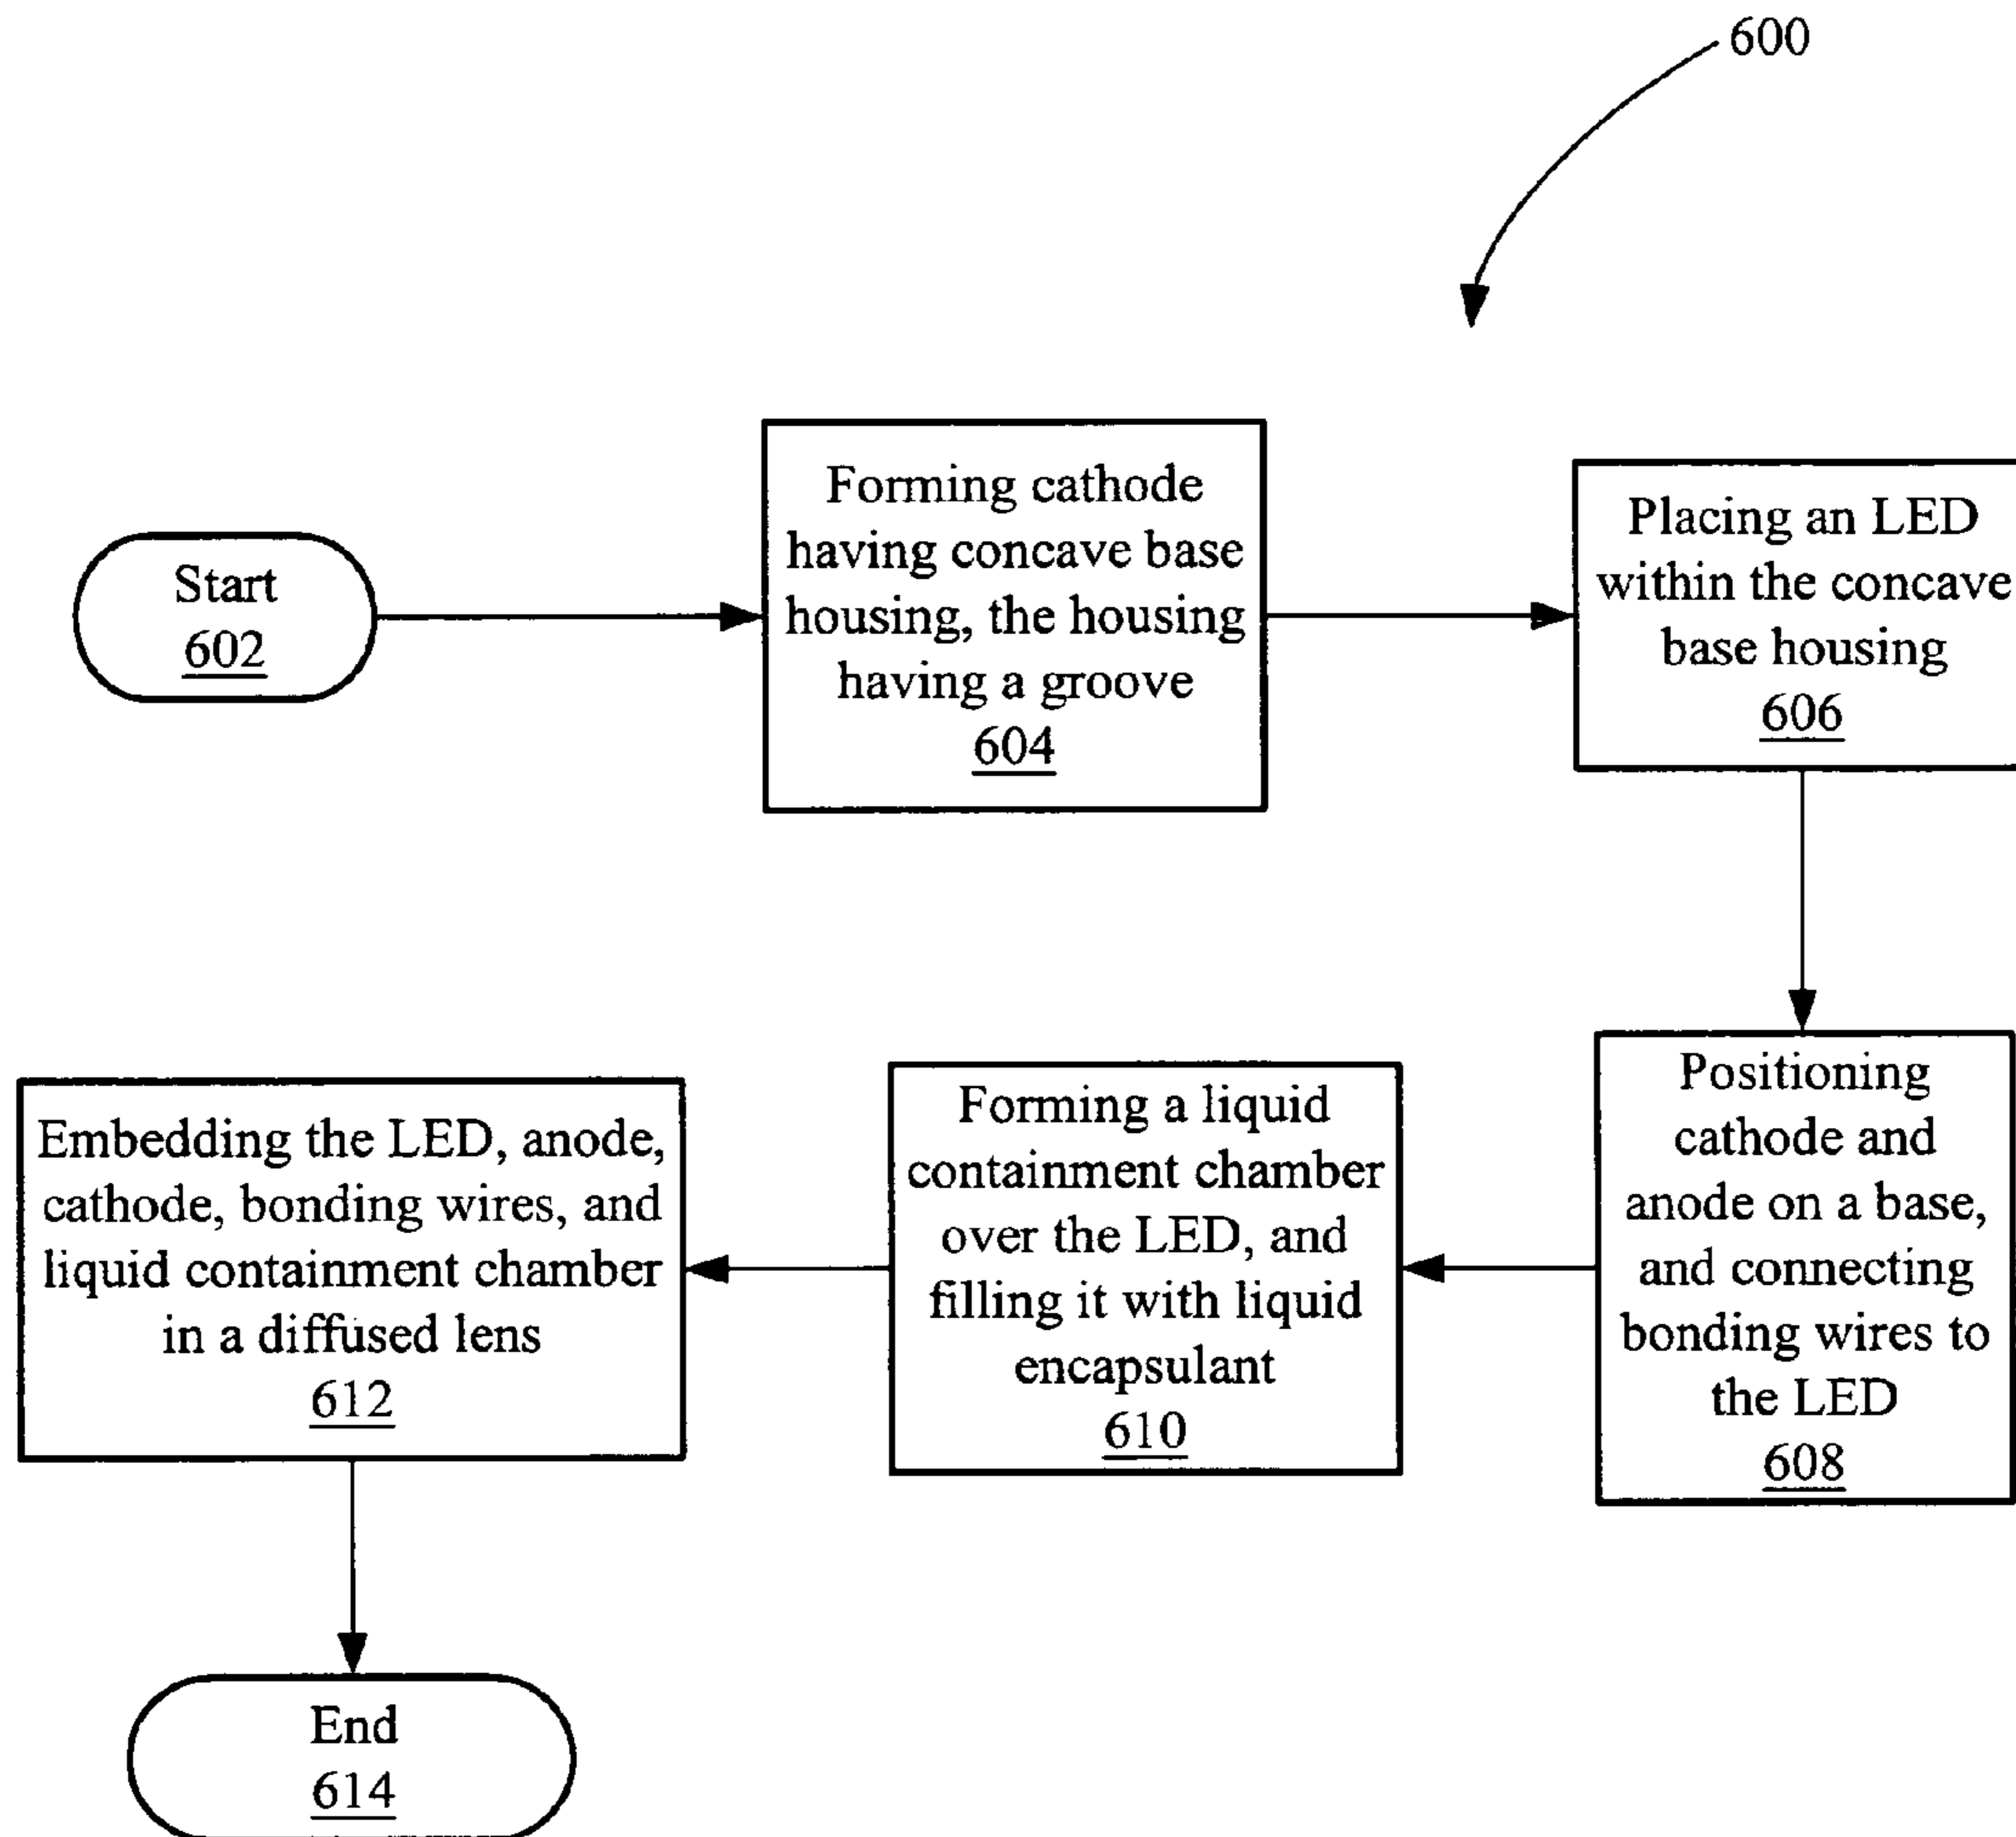 600
Start
602
Forming cathode
having concave base
housing, the housing
having a groove
604
Placing an LED
within the concave
base housing
606
Positioning
cathode and
anode on a base,
and connecting
bonding wires to
the LED
608
Forming a liquid
containment chamber
over the LED, and
filling it with liquid
encapsulant
610
Embedding the LED, anode,
cathode, bonding wires, and
liquid containment chamber
in a diffused lens
612
End
614